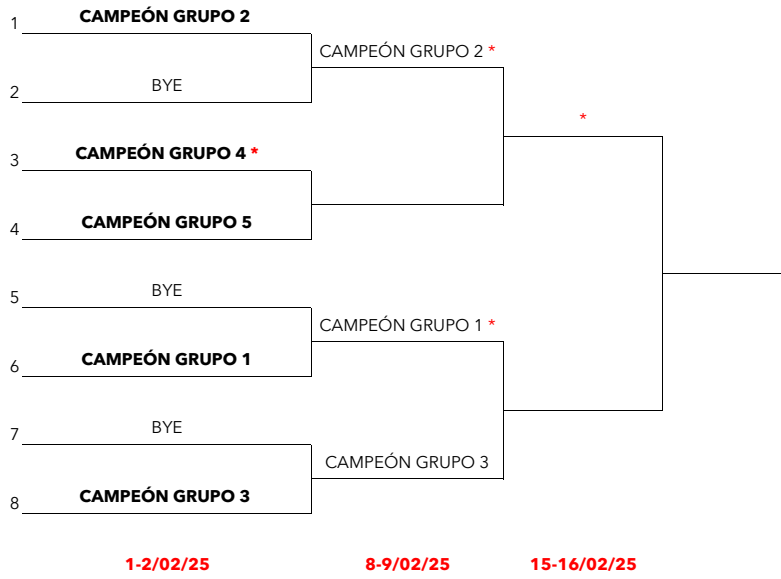 1 CAMPEÓN GRUPO 2
CAMPEÓN GRUPO 2 *
2 BYE
*
3 CAMPEÓN GRUPO 4 *
4 CAMPEÓN GRUPO 5
5 BYE
CAMPEÓN GRUPO 1 *
6 CAMPEÓN GRUPO 1
7 BYE
CAMPEÓN GRUPO 3
8 CAMPEÓN GRUPO 3
1-2/02/25 8-9/02/25 15-16/02/25